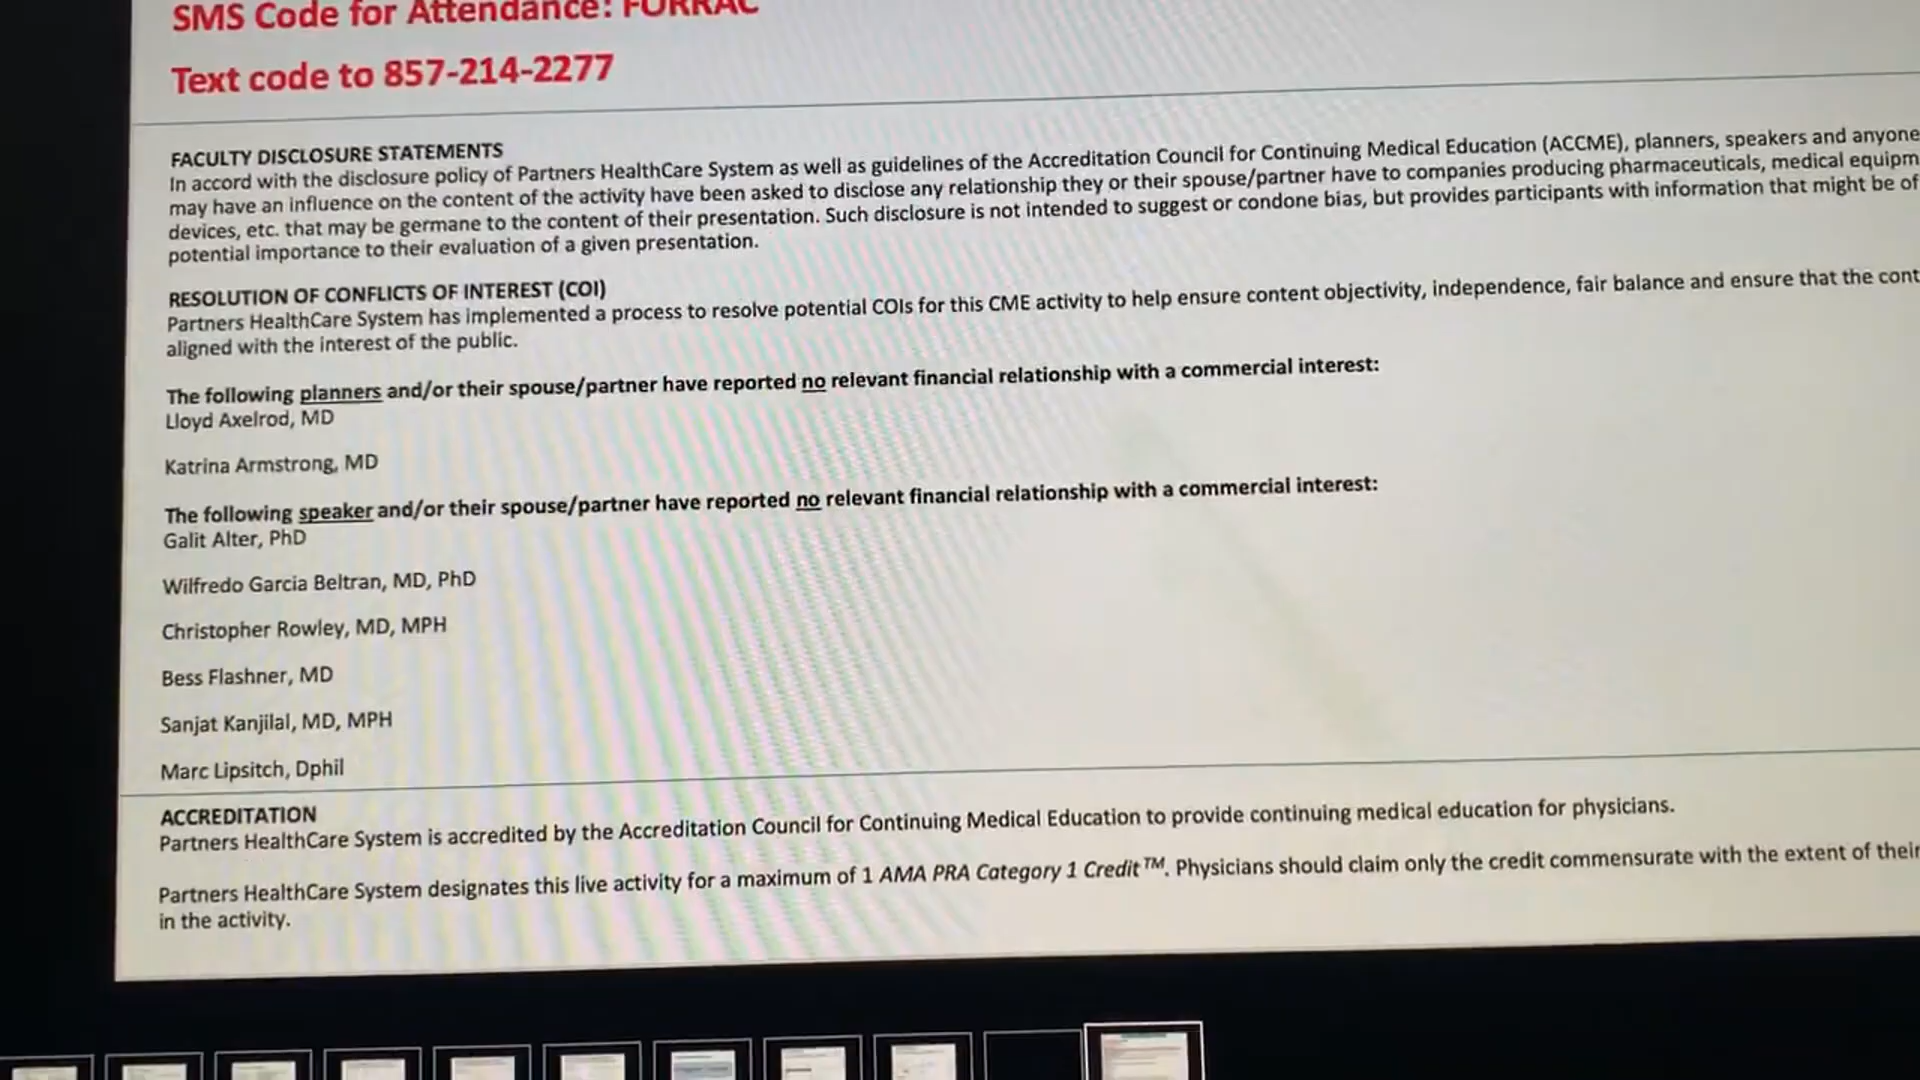 SMS Code for Attendance: FURRAC
Text code to 857-214-2277
FACULTY DISCLOSURE STATEMENTS
In accord with the disclosure policy of Partners HealthCare System as well as guidelines of the Accreditation Council for Continuing Medical Education (ACCME), planners, speakers and anyone
may have an influence on the content of the activity have been asked to disclose any relationship they or their spouse/partner have to companies producing pharmaceuticals, medical equipm
devices, etc. that may be germane to the content of their presentation. Such disclosure is not intended to suggest or condone bias, but provides participants with information that might be of
potential importance to their evaluation of a given presentation.
RESOLUTION OF CONFLICTS OF INTEREST (COI)
Partners HealthCare System has implemented a process to resolve potential COIs for this CME activity to help ensure content objectivity, independence, fair balance and ensure that the cont
aligned with the interest of the public.
The following planners and/or their spouse/partner have reported no relevant financial relationship with a commercial interest:
Lloyd Axelrod, MD
Katrina Armstrong, MD
The following speaker and/or their spouse/partner have reported no relevant financial relationship with a commercial interest:
Galit Alter, PhD
Wilfredo Garcia Beltran, MD, PhD
Christopher Rowley, MD, MPH
Bess Flashner, MD
Sanjat Kanjilal, MD, MPH
Marc Lipsitch, Dphil
ACCREDITATION
Partners HealthCare System is accredited by the Accreditation Council for Continuing Medical Education to provide continuing medical education for physicians.
Partners HealthCare System designates this live activity for a maximum of 1 AMA PRA Category 1 Credit™. Physicians should claim only the credit commensurate with the extent of their
in the activity.